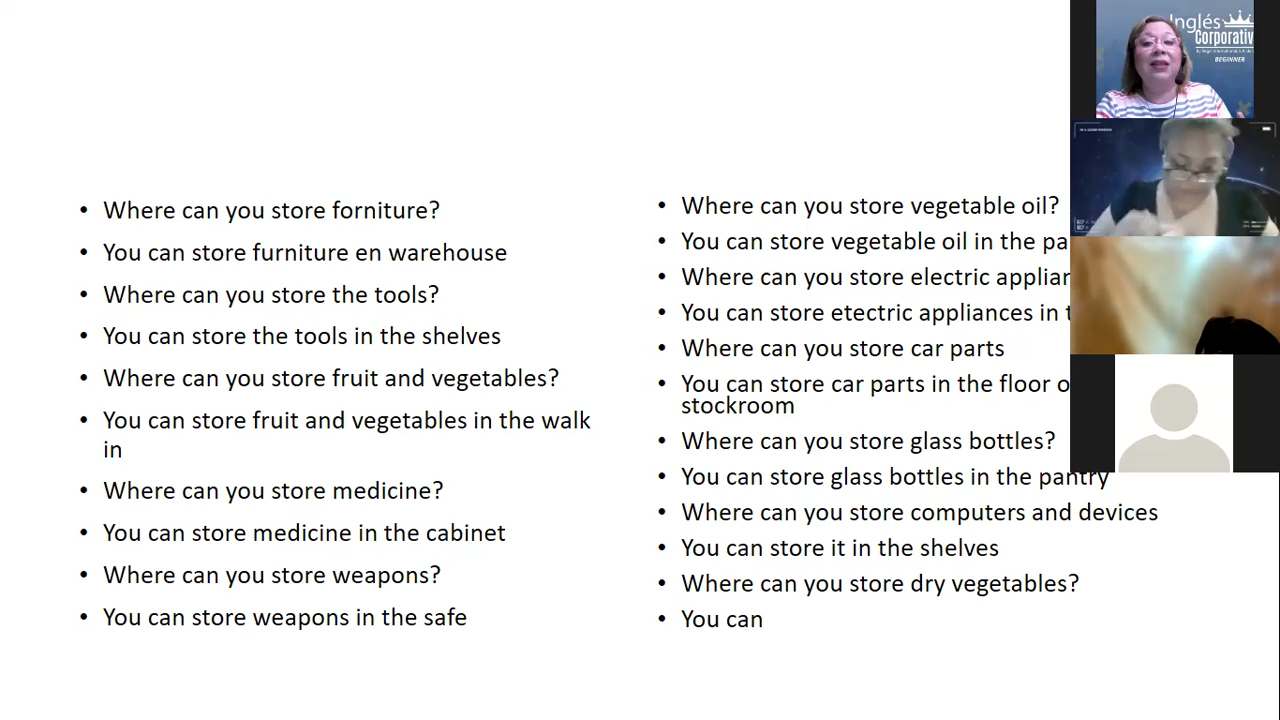 Where can you store forniture?
You can store furniture en warehouse
Where can you store the tools?
You can store the tools in the shelves
Where can you store fruit and vegetables?
You can store fruit and vegetables in the walk
in
Where can you store medicine?
You can store medicine in the cabinet
Where can you store weapons?
You can store weapons in the safe
Where can you store vegetable oil?
You can store vegetable oil in the pa
Where can you store electric applian
You can store etectric appliances in t
Where can you store car parts
You can store car parts in the floor o
stockroom
Where can you store glass bottles?
You can store glass bottles in the pantry
Where can you store computers and devices
You can store it in the shelves
Where can you store dry vegetables?
You can
Inglés
Corporativ
BEGINNER